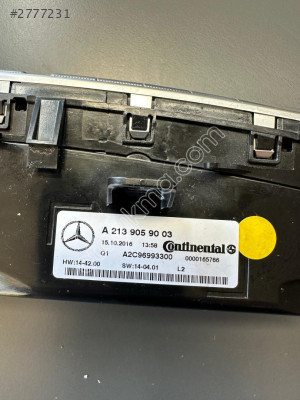 #2777231
A 213 905 90 03
15.10.2016 13:58 Continental
Q1 A2C96993300 0000165766
HW:14-42.00 SW:14-04.01 L2